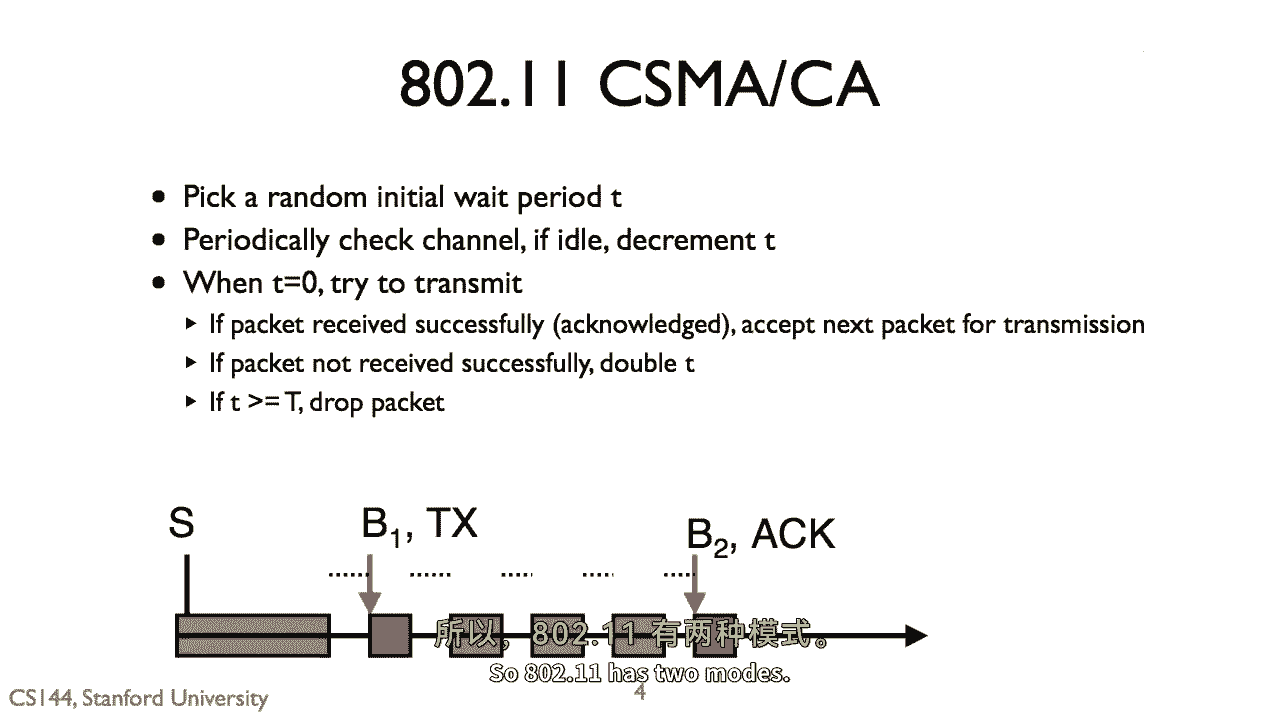 802.11 CSMA/CA
• Pick a random initial wait period t
• Periodically check channel, if idle, decrement t
• When t=0, try to transmit
‣ If packet received successfully (acknowledged), accept next packet for transmission
‣ If packet not received successfully, double t
‣ If t >= T, drop packet
S
B1, TX
B2, ACK
所以，802.11 有两种模式。
So 802.11 has two modes.
CS144, Stanford University
4